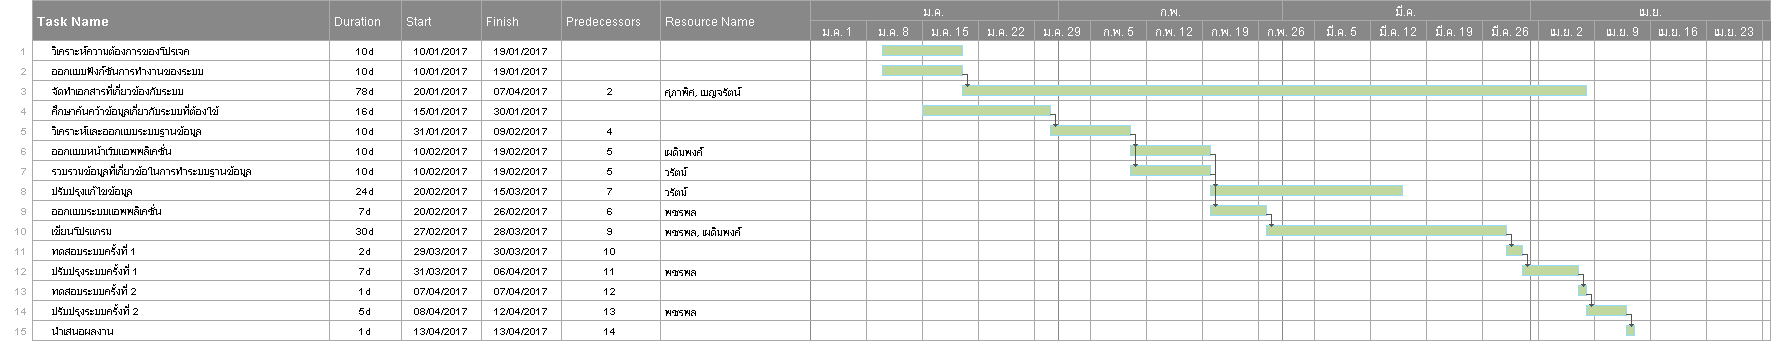 ม.ค. ก.พ. มี.ค. เม.ย.
Task Name Duration Start Finish Predecessors Resource Name
ม.ค. 1 ม.ค. 8 ม.ค. 15 ม.ค. 22 ม.ค. 29 ก.พ. 5 ก.พ. 12 ก.พ. 19 ก.พ. 26 มี.ค. 5 มี.ค. 12 มี.ค. 19 มี.ค. 26 เม.ย. 2 เม.ย. 9 เม.ย. 16 เม.ย. 23
1 วิเคราะห์ความต้องการของโปรเจค 10d 10/01/2017 19/01/2017
2 ออกแบบฟังก์ชันการทำงานของระบบ 10d 10/01/2017 19/01/2017
3 จัดทำเอกสารที่เกี่ยวข้องกับระบบ 78d 20/01/2017 07/04/2017 2 ศุภาพิศ, เบญจรัตน์
4 ศึกษาค้นคว้าข้อมูลเกี่ยวกับระบบที่ต้องใช้ 16d 15/01/2017 30/01/2017
5 วิเคราะห์และออกแบบระบบฐานข้อมูล 10d 31/01/2017 09/02/2017 4
6 ออกแบบหน้าเว็บแอพพลิเคชั่น 10d 10/02/2017 19/02/2017 5 เผดิมพงศ์
7 รวบรวมข้อมูลที่เกี่ยวข้อในการทำระบบฐานข้อมูล 10d 10/02/2017 19/02/2017 5 วรัตน์
8 ปรับปรุงแก้ไขข้อมูล 24d 20/02/2017 15/03/2017 7 วรัตน์
9 ออกแบบระบบแอพพลิเคชั่น 7d 20/02/2017 26/02/2017 6 พชรพล
10 เขียนโปรแกรม 30d 27/02/2017 28/03/2017 9 พชรพล, เผดิมพงศ์
11 ทดสอบระบบครั้งที่ 1 2d 29/03/2017 30/03/2017 10
12 ปรับปรุงระบบครั้งที่ 1 7d 31/03/2017 06/04/2017 11 พชรพล
13 ทดสอบระบบครั้งที่ 2 1d 07/04/2017 07/04/2017 12
14 ปรับปรุงระบบครั้งที่ 2 5d 08/04/2017 12/04/2017 13 พชรพล
15 นำเสนอผลงาน 1d 13/04/2017 13/04/2017 14